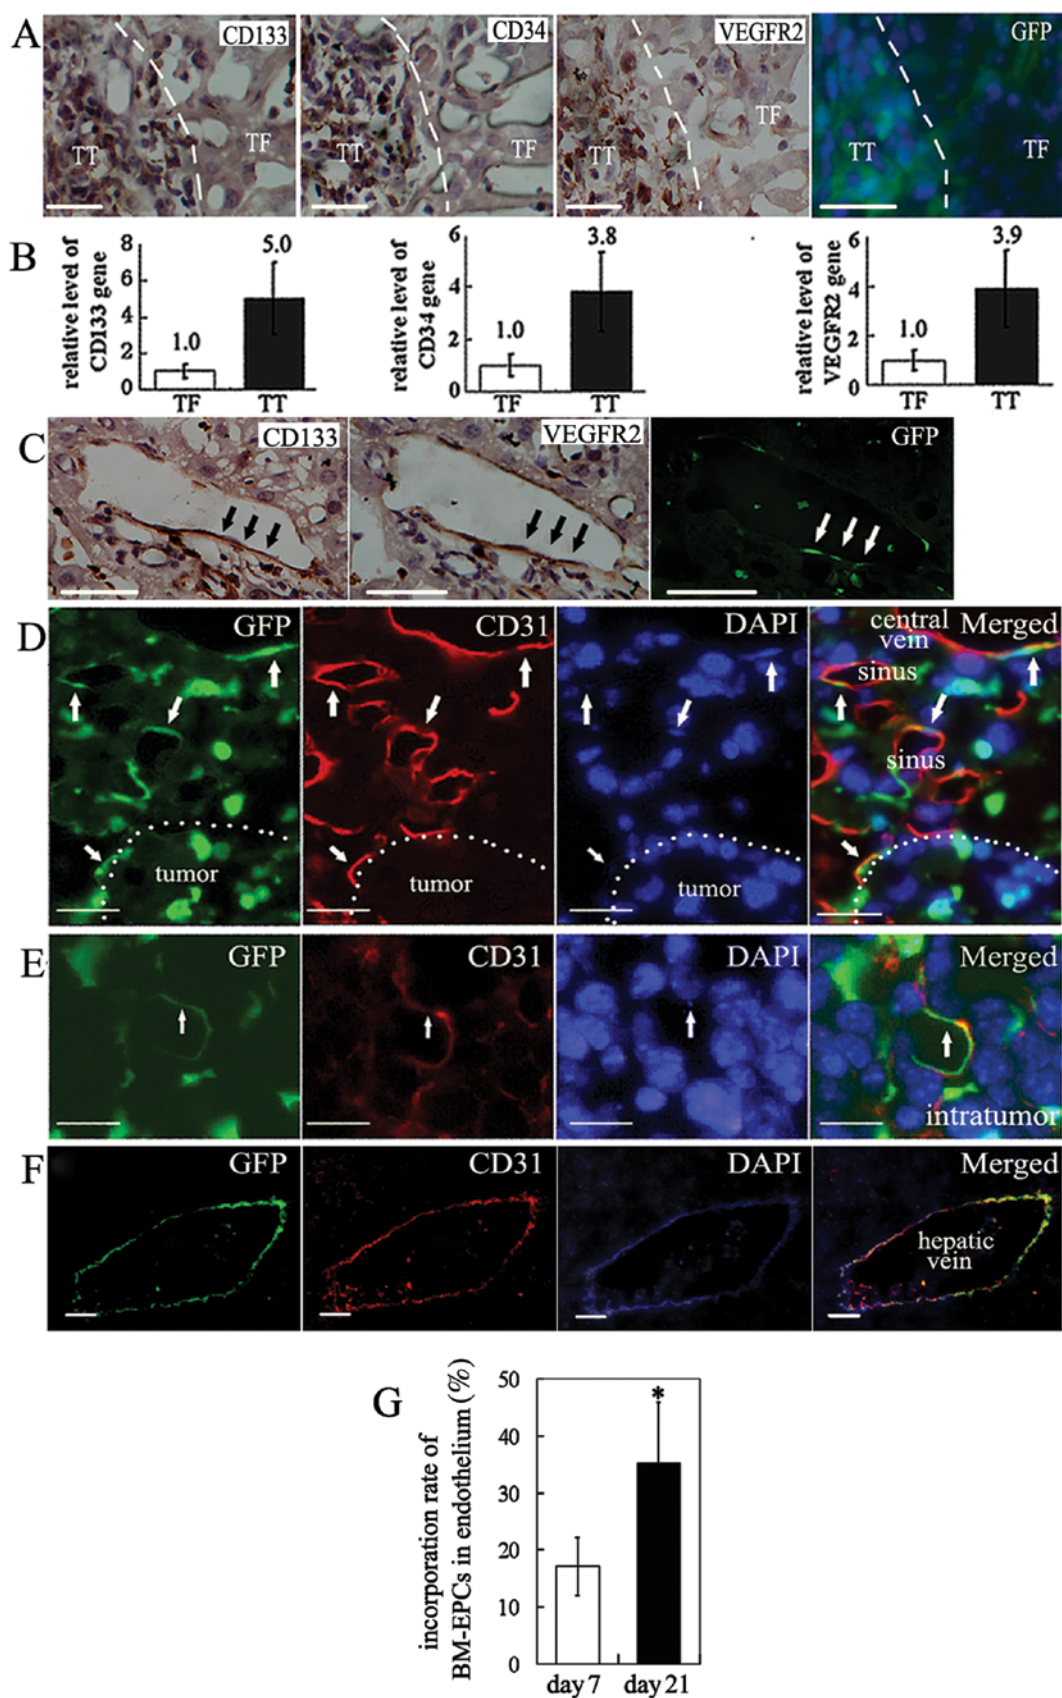 A
CD133
TT
TF
CD34
TT
TF
VEGFR2
TT
TF
GFP
TT
TF
B
relative level of
CD133 gene
8
6
4
2
0
1.0
5.0
TF
TT
relative level of
CD34 gene
6
4
2
0
1.0
3.8
TF
TT
relative level of
VEGFR2 gene
6
4
2
0
1.0
3.9
TF
TT
C
CD133
VEGFR2
GFP
D
GFP
tumor
CD31
tumor
DAPI
tumor
central
vein
Merged
sinus
sinus
E
GFP
CD31
DAPI
Merged
intratumor
F
GFP
CD31
DAPI
Merged
hepatic
vein
G
incorporation rate of
BM-EPCs in endothelium (%)
50
40
30
20
10
0
*
day 7
day 21